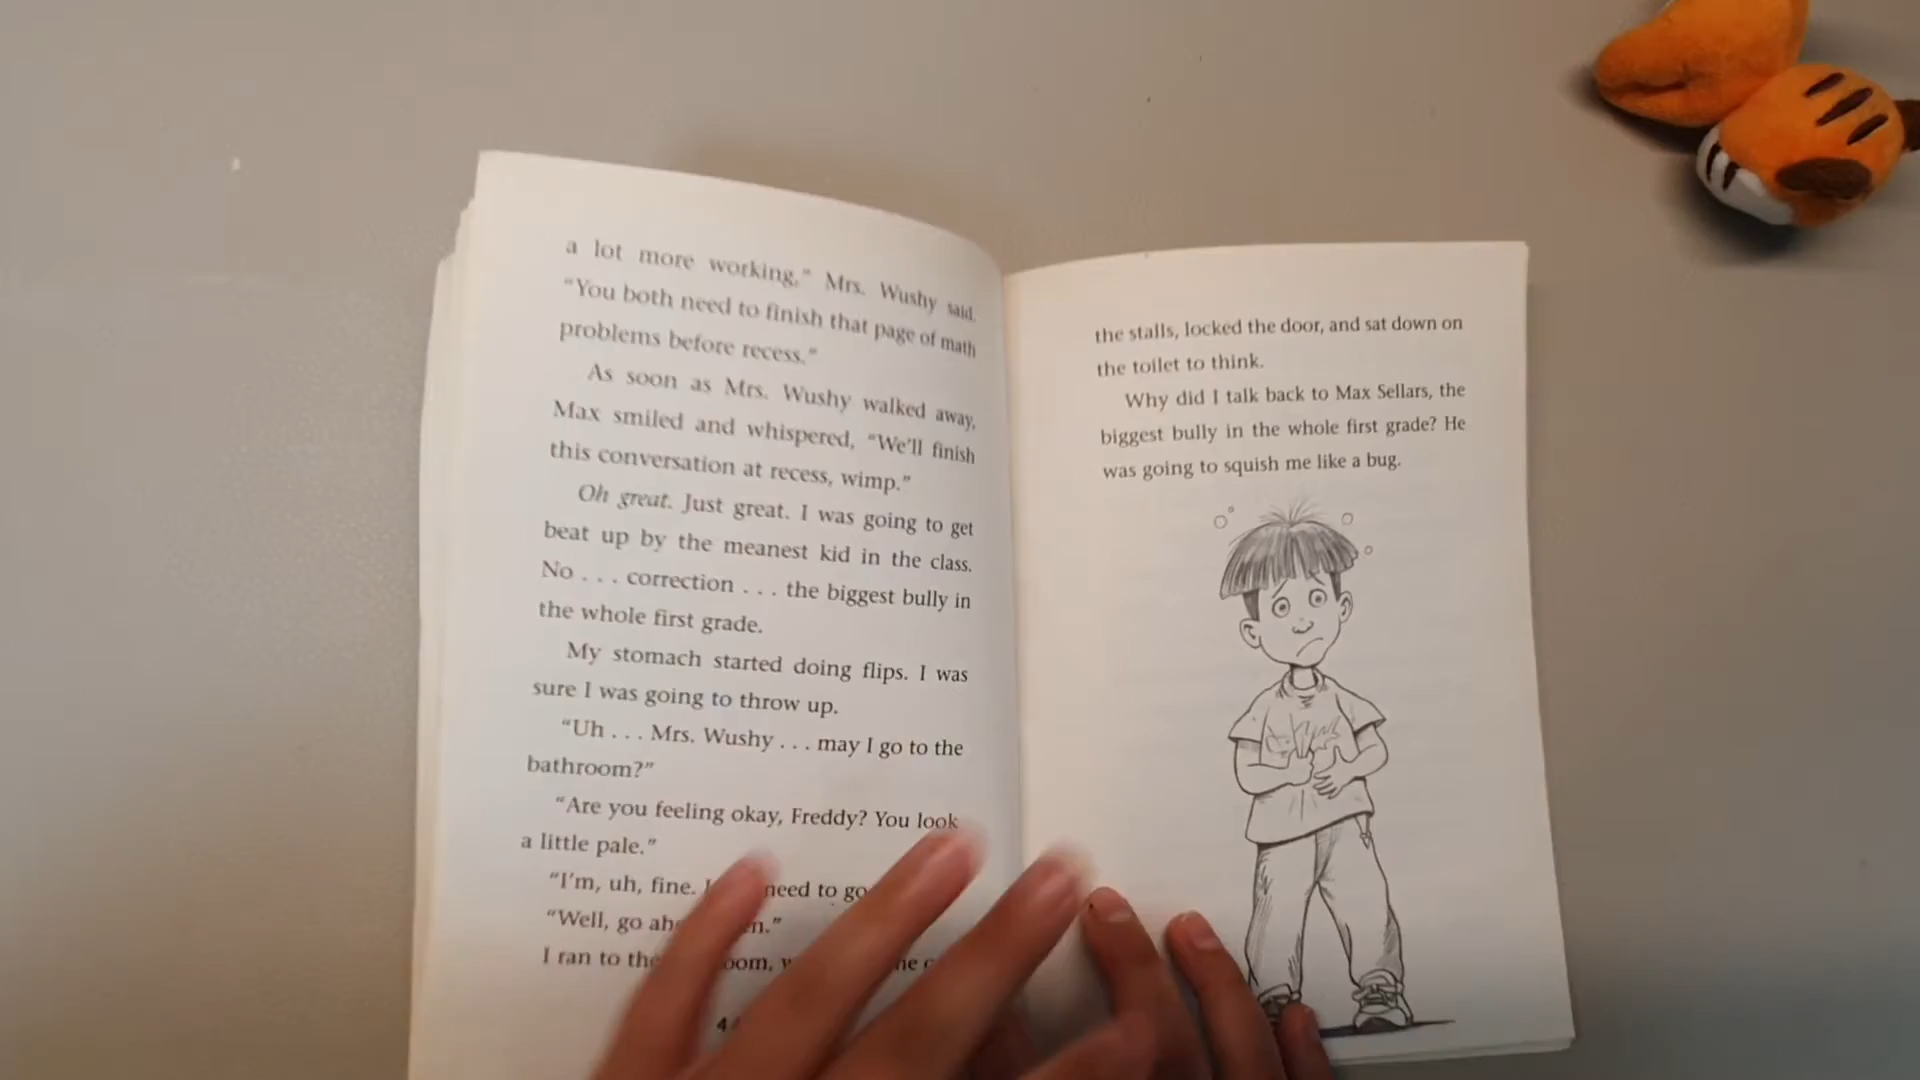 a lot more working," Mrs. Wushy said.
"You both need to finish that page of math
problems before recess."
As soon as Mrs. Wushy walked away,
Max smiled and whispered, "We'll finish
this conversation at recess, wimp."
Oh great. Just great. I was going to get
beat up by the meanest kid in the class.
No . . . correction . . . the biggest bully in
the whole first grade.
My stomach started doing flips. I was
sure I was going to throw up.
"Uh . . . Mrs. Wushy . . . may I go to the
bathroom?"
"Are you feeling okay, Freddy? You look
a little pale."
"I'm, uh, fine. need to go
"Well, go
I ran to
4
the stalls, locked the door, and sat down on
the toilet to think.
Why did I talk back to Max Sellars, the
biggest bully in the whole first grade? He
was going to squish me like a bug.